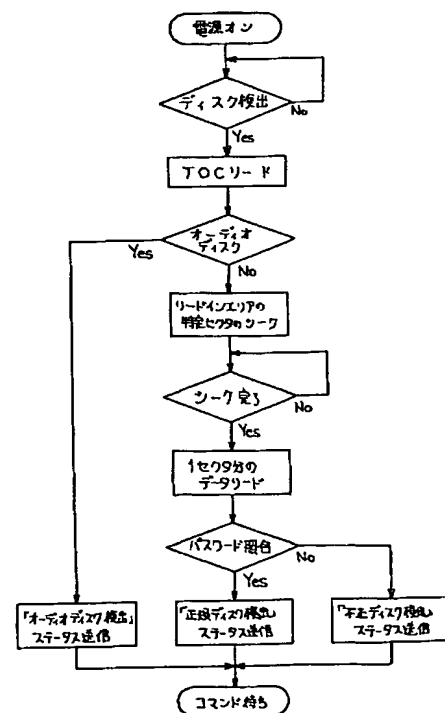 電源オン
ディスク検出
No
Yes
TOCリード
オーディオ
ディスク
Yes
No
リードインエリアの
特定セクタのシーク
シーク完了
No
Yes
1セクタ分の
データリード
パスワード照合
No
Yes
「オーディオディスク検出」
ステータス送信
「正規ディスク検出」
ステータス送信
「不正ディスク検出」
ステータス送信
コマンド待ち